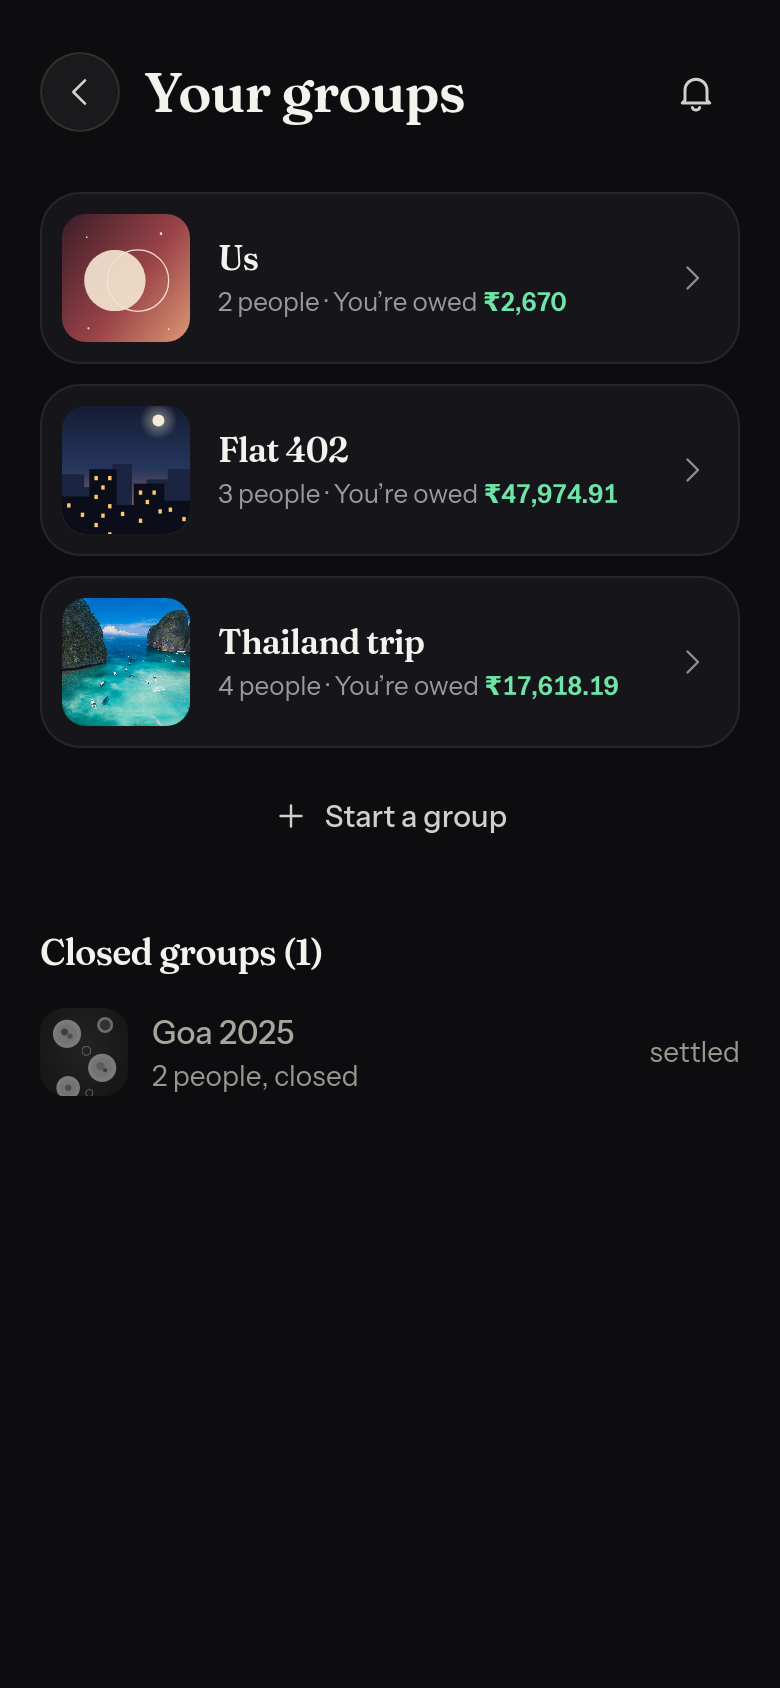 Your groups
Us
2 people · You’re owed ₹2,670
Flat 402
3 people · You’re owed ₹47,974.91
Thailand trip
4 people · You’re owed ₹17,618.19
Start a group
Closed groups (1)
Goa 2025
2 people, closed
settled